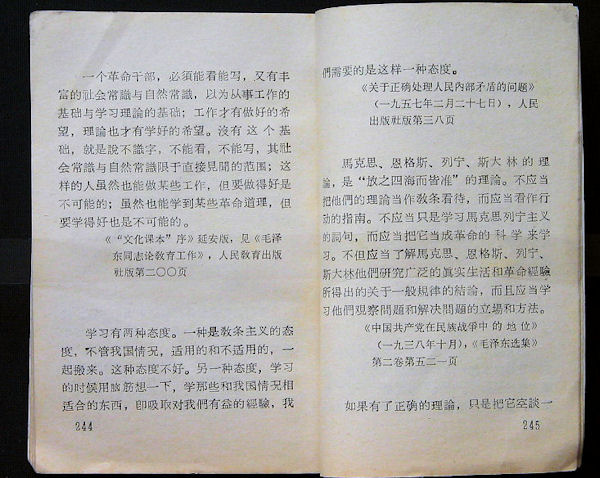 一个革命干部，必須能看能写，又有丰
富的社会常識与自然常識，以为从事工作的
基础与学习理論的基础；工作才有做好的希
望，理論也才有学好的希望。沒有这个基
础，就是說不識字，不能看，不能写，其社
会常識与自然常識限于直接見聞的范围；这
样的人虽然也能做某些工作，但要做得好是
不可能的；虽然也能学到某些革命道理，但
要学得好也是不可能的。
《“文化課本”序》延安版，見《毛泽
东同志論教育工作》，人民教育出版
社版第二〇〇页
学习有两种态度。一种是教条主义的态
度，不管我国情况，适用的和不适用的，一
起搬来。这种态度不好。另一种态度，学习
的时候用脑筋想一下，学那些和我国情况相
适合的东西，即吸取对我們有益的經驗，我
244
們需要的是这样一种态度。
《关于正确处理人民內部矛盾的問題》
（一九五七年二月二十七日），人民
出版社版第三八页
馬克思、恩格斯、列宁、斯大林的理
論，是“放之四海而皆准”的理論。不应当
把他們的理論当作教条看待，而应当看作行
动的指南。不应当只是学习馬克思列宁主义
的詞句，而应当把它当成革命的科学来学
习。不但应当了解馬克思、恩格斯、列宁、
斯大林他們研究广泛的真实生活和革命經驗
所得出的关于一般規律的結論，而且应当学
习他們观察問題和解决問題的立場和方法。
《中国共产党在民族战争中的地位》
（一九三八年十月），《毛泽东选集》
第二卷第五二一页
如果有了正确的理論，只是把它空談一
245